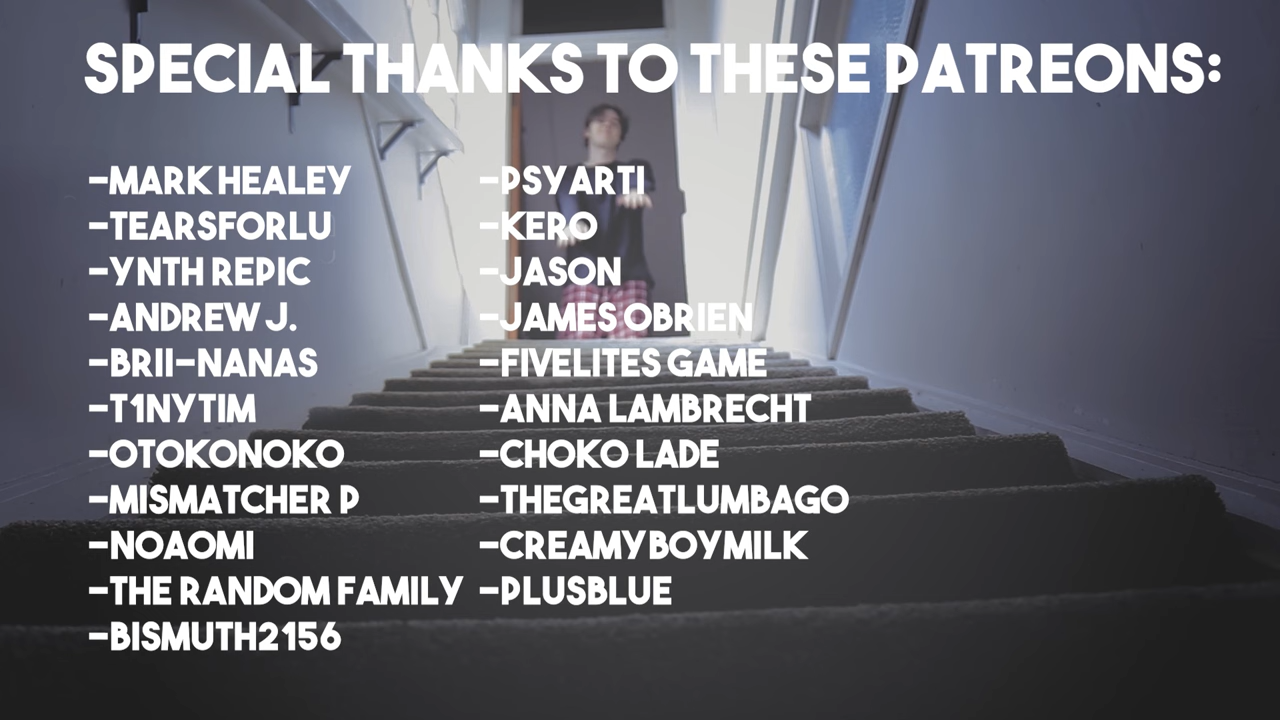 SPECIAL THANKS TO THESE PATREONS:
-MARK HEALEY
-TEARSFORLU
-YNTH REPIC
-ANDREW J.
-BRII-NANAS
-T1NYTIM
-OTOKONOKO
-MISMATCHER P
-NOAOMI
-THE RANDOM FAMILY
-BISMUTH2156
-PSYARTI
-KERO
-JASON
-JAMES OBRIEN
-FIVELITES GAME
-ANNA LAMBRECHT
-CHOKO LADE
-THEGREATLUMBAGO
-CREAMYBOYMILK
-PLUSBLUE